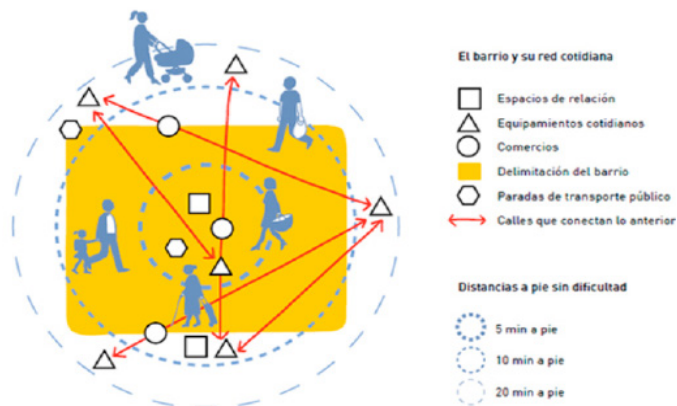 El barrio y su red cotidiana
Espacios de relación
Equipamientos cotidianos
Comercios
Delimitación del barrio
Paradas de transporte público
Calles que conectan lo anterior
Distancias a pie sin dificultad
5 min a pie
10 min a pie
20 min a pie